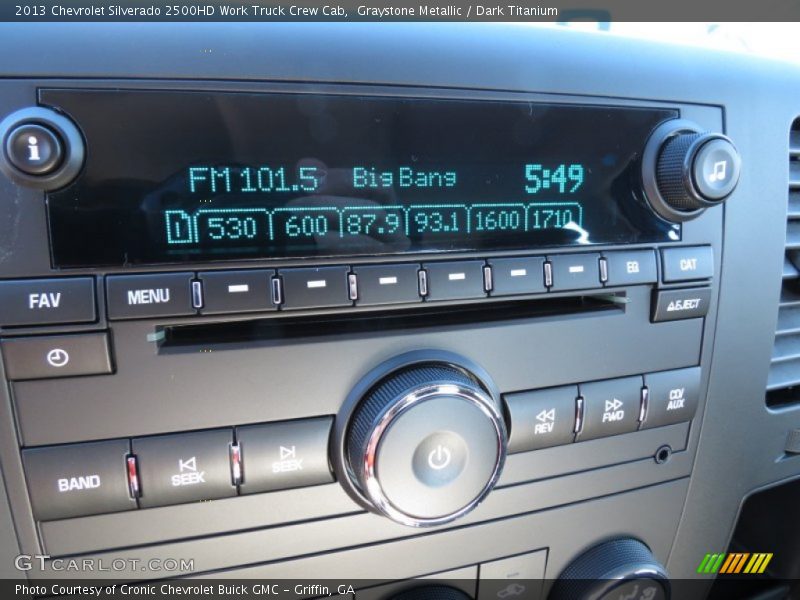 2013 Chevrolet Silverado 2500HD Work Truck Crew Cab, Graystone Metallic / Dark Titanium
i
FM 101.5 Big Bang 5:49
D 530 600 87.9 93.1 1600 1710
FAV MENU EQ CAT
EJECT
BAND SEEK SEEK REV FWD CD/
AUX
GTCARLOT.COM
Photo Courtesy of Cronic Chevrolet Buick GMC – Griffin, GA